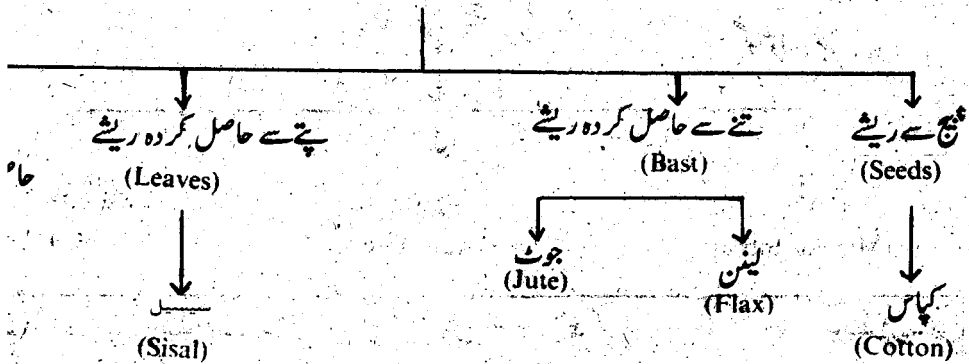 بیج سے ریشے
(Seeds)
تنے سے حاصل کردہ ریشے
(Bast)
پتے سے حاصل کردہ ریشے
(Leaves)
کپاس
(Cotton)
لینن
(Flax)
جوٹ
(Jute)
سیسیل
(Sisal)